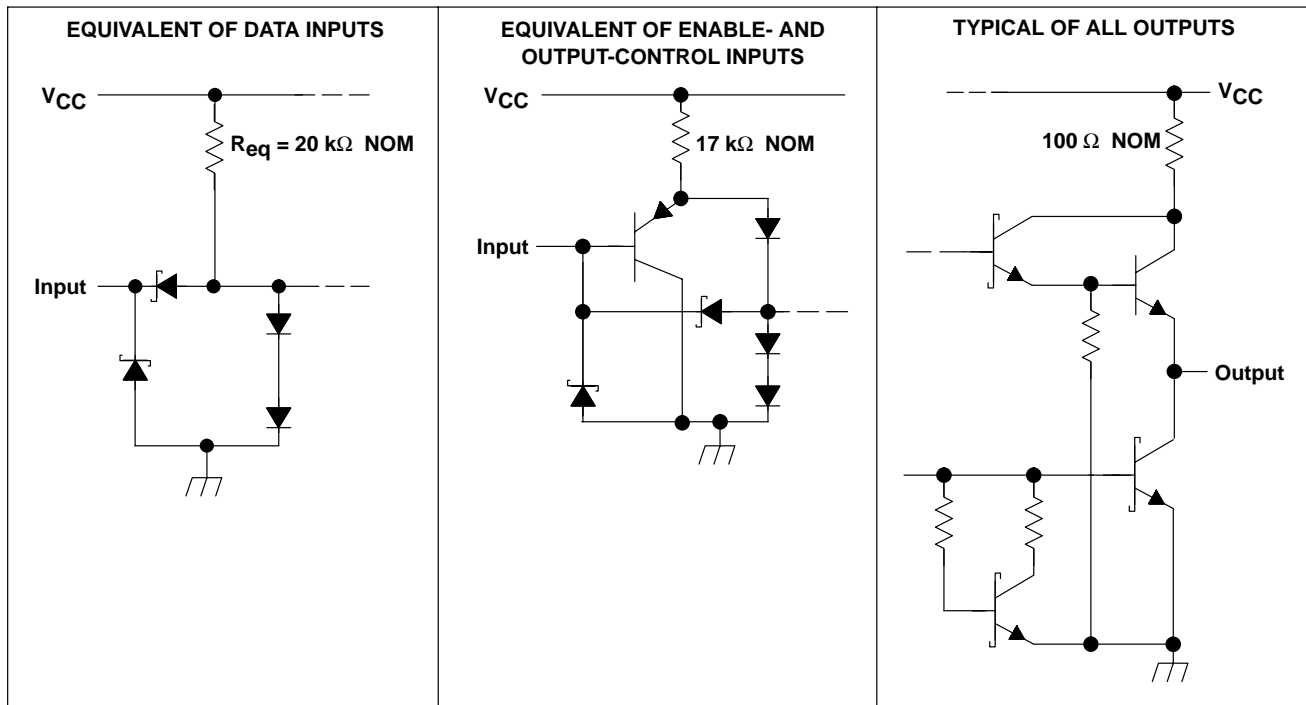 EQUIVALENT OF DATA INPUTS
VCC
Req = 20 kΩ NOM
Input
EQUIVALENT OF ENABLE- AND
OUTPUT-CONTROL INPUTS
VCC
17 kΩ NOM
Input
TYPICAL OF ALL OUTPUTS
VCC
100 Ω NOM
Output